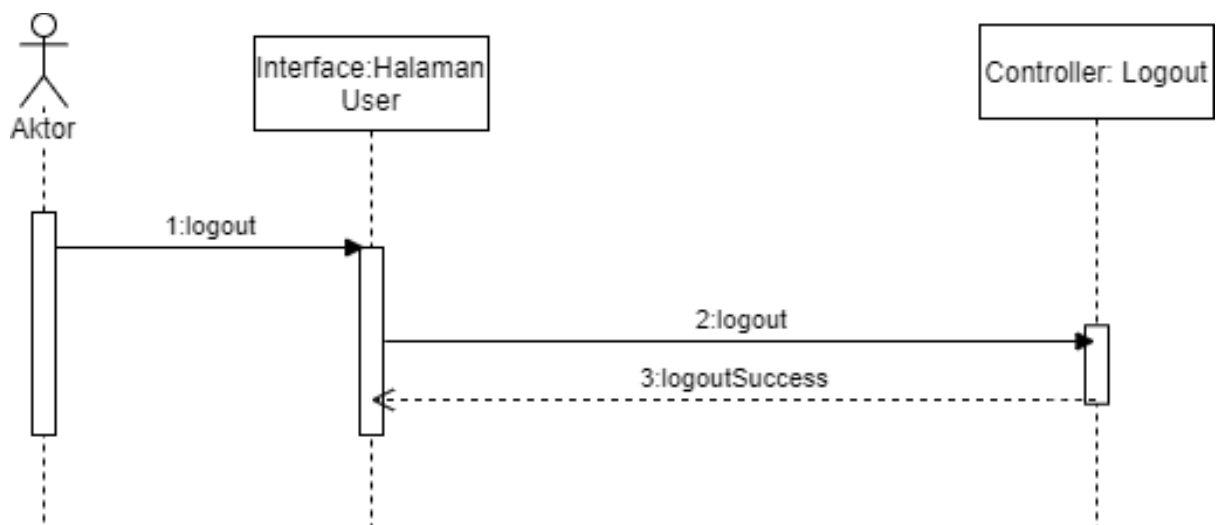 Interface:Halaman
User
Controller: Logout
Aktor
1:logout
2:logout
3:logoutSuccess